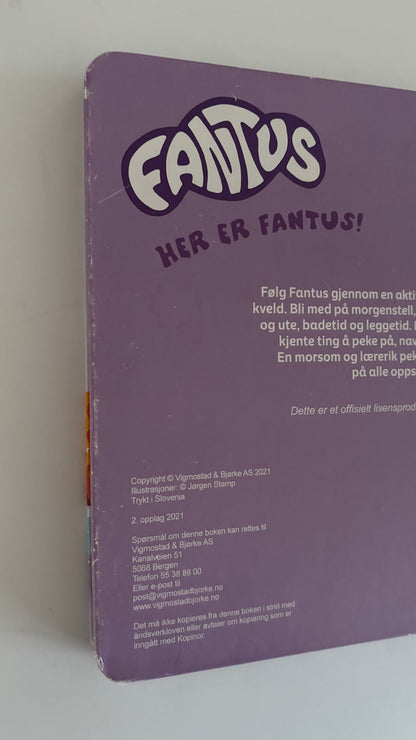 FANTUS
HER ER FANTUS!
Følg Fantus gjennom en akti
kveld. Bli med på morgenstell,
og ute, badetid og leggetid.
kjente ting å peke på, nav
En morsom og lærerik pek
på alle opps
Dette er et offisielt lisensprod
Copyright © Vigmostad & Bjørke AS 2021
Illustrasjoner: © Jørgen Stamp
Trykt i Slovenia
2. opplag 2021
Spørsmål om denne boken kan rettes til
Vigmostad & Bjørke AS
Kanalveien 51
5068 Bergen
Telefon 55 38 88 00
Eller e-post til
post@vigmostadbjorke.no
www.vigmostadbjorke.no
Det må ikke kopieres fra denne boken i strid med
åndsverkloven eller avtaler om kopiering som er
inngått med Kopinor.